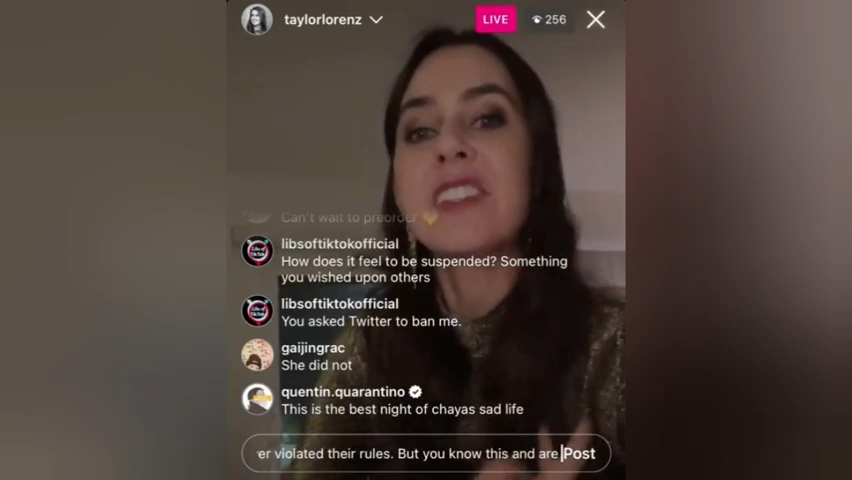 taylorlorenz
LIVE
256
Can't wait to preorder
libsoftiktokofficial
How does it feel to be suspended? Something
you wished upon others
libsoftiktokofficial
You asked Twitter to ban me.
gaijingrac
She did not
quentin.quarantino
This is the best night of chayas sad life
er violated their rules. But you know this and are Post